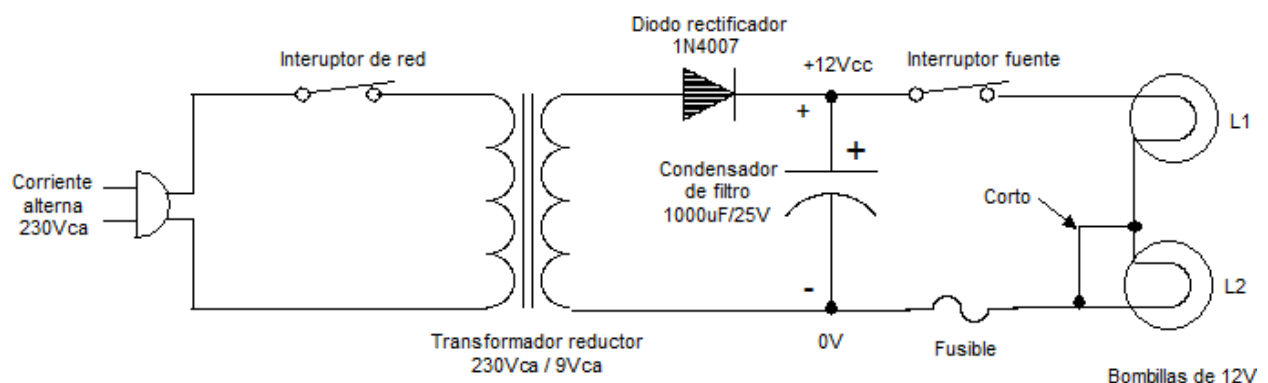 Diodo rectificador
1N4007
Interuptor de red
+12Vcc
Interruptor fuente
+
L1
Corriente
alterna
230Vca
Condensador
de filtro
1000uF/25V
+
Corto
-
L2
Transformador reductor
230Vca / 9Vca
0V
Fusible
Bombillas de 12V